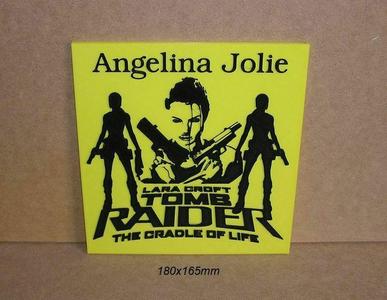 Angelina Jolie
LARA CROFT
TOMB
RAIDER
THE CRADLE OF LIFE
180x165mm